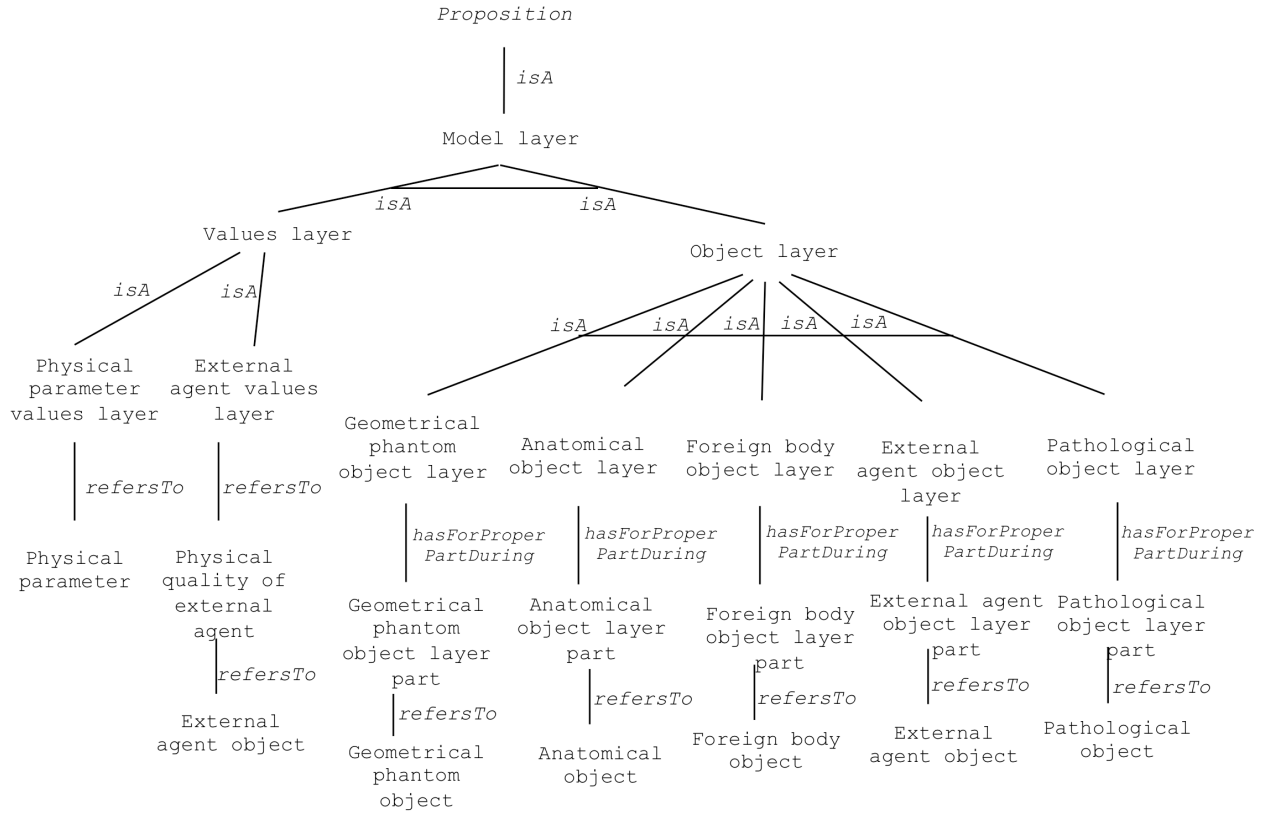 Proposition
isA
Model layer
isA
isA
Values layer
Object layer
isA
isA
isA
isA
isA
isA
isA
Physical
parameter
values layer
External
agent values
layer
Geometrical
phantom
object layer
Anatomical
object layer
Foreign body
object layer
External
agent object
layer
Pathological
object layer
refersTo
refersTo
hasForProper
PartDuring
hasForProper
PartDuring
hasForProper
PartDuring
hasForProper
PartDuring
hasForProper
PartDuring
Physical
parameter
Physical
quality of
external
agent
Geometrical
phantom
object layer
part
Anatomical
object layer
part
Foreign body
object layer
part
External agent
object layer
part
Pathological
object layer
part
refersTo
refersTo
refersTo
refersTo
refersTo
refersTo
External
agent object
Geometrical
phantom
object
Anatomical
object
Foreign body
object
External
agent object
Pathological
object